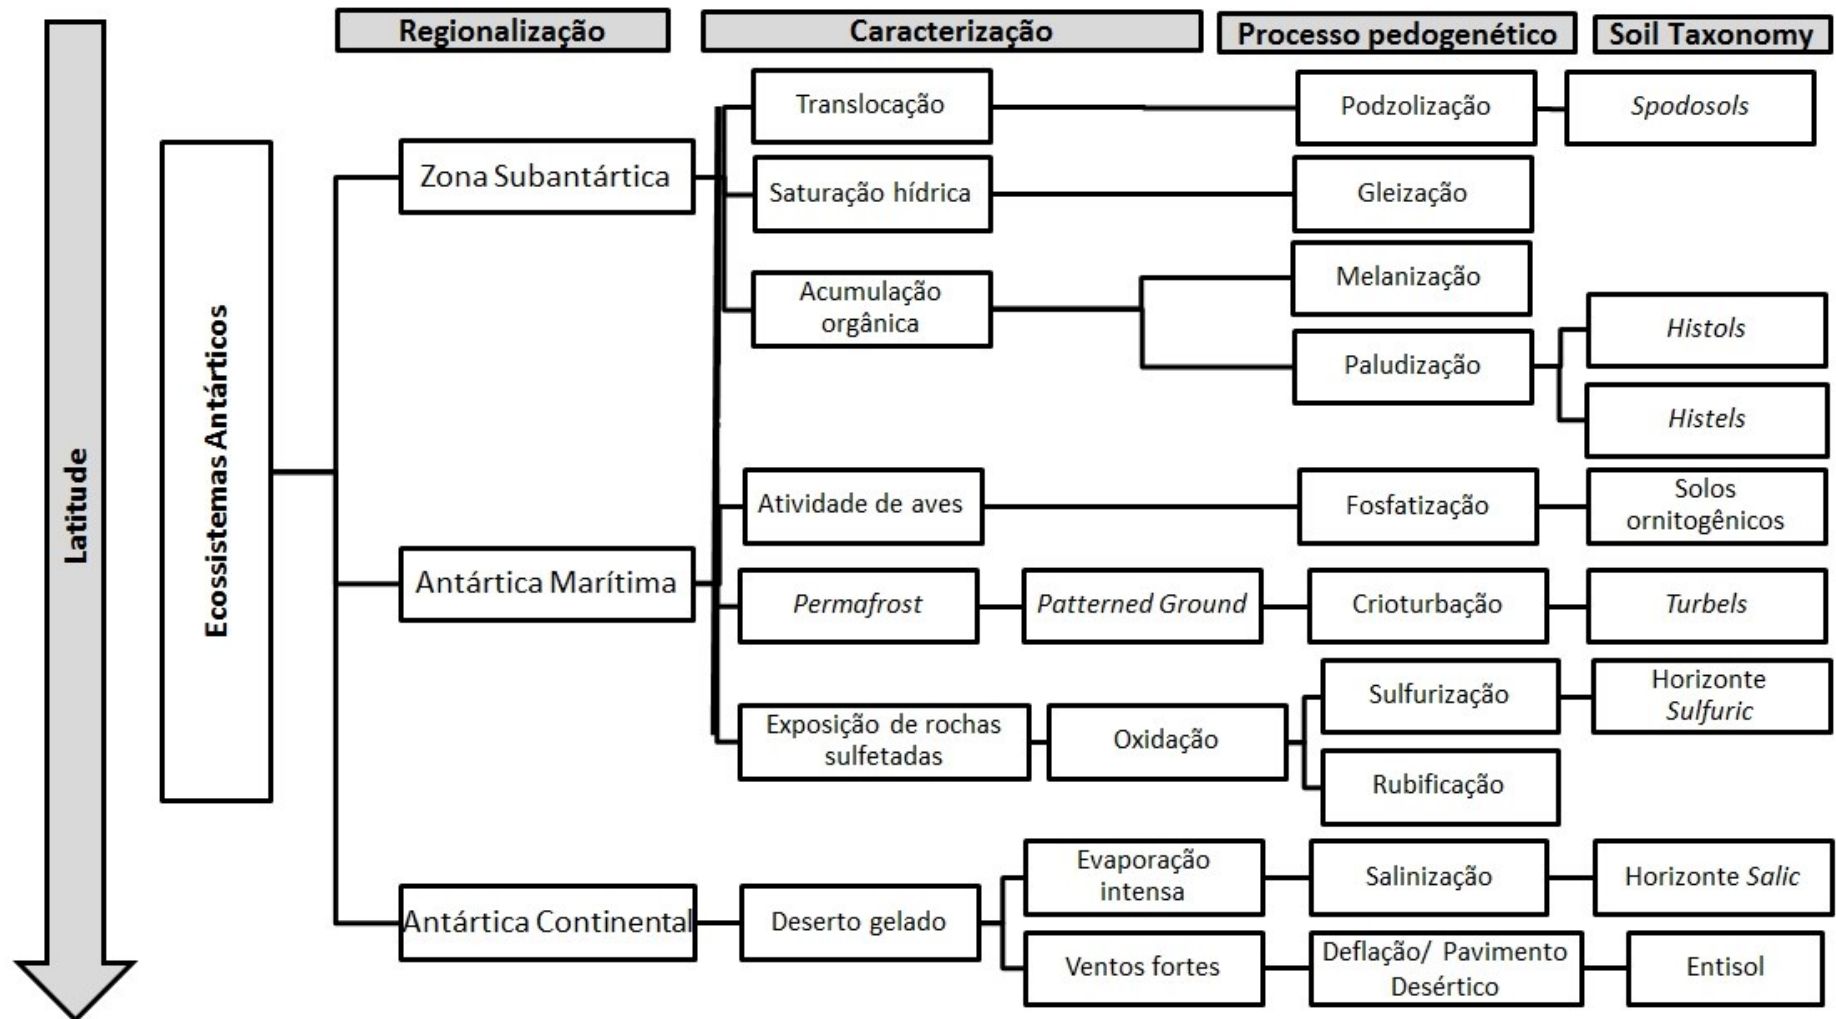 Regionalização
Caracterização
Processo pedogenético
Soil Taxonomy
Latitude
Ecossistemas Antárticos
Zona Subantártica
Translocação
Podzolização
Spodosols
Saturação hídrica
Gleização
Acumulação
orgânica
Melanização
Paludização
Histols
Histels
Antártica Marítima
Atividade de aves
Fosfatização
Solos
ornitogênicos
Permafrost
Patterned Ground
Crioturbação
Turbels
Exposição de rochas
sulfetadas
Oxidação
Sulfurização
Horizonte
Sulfuric
Rubificação
Antártica Continental
Deserto gelado
Evaporação
intensa
Salinização
Horizonte Salic
Ventos fortes
Deflação/ Pavimento
Desértico
Entisol